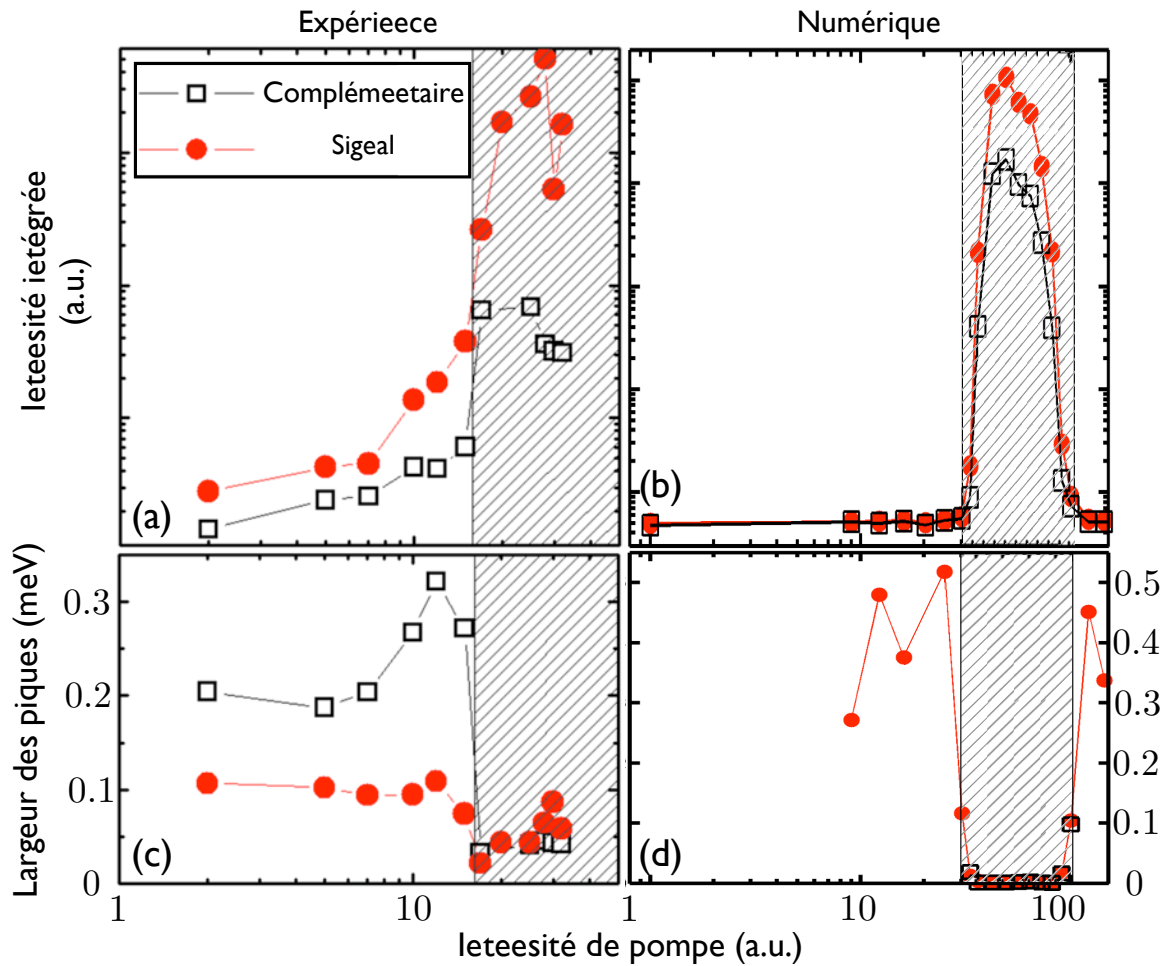 Expérieece
Numérique
Complémeetaire
Sigeal
leteesité ietégrée
(a.u.)
(a)
(b)
Largeur des piques (meV)
0.3
0.2
0.1
0
(c)
(d)
0.5
0.4
0.3
0.2
0.1
0
1
10
1
10
100
leteesité de pompe (a.u.)